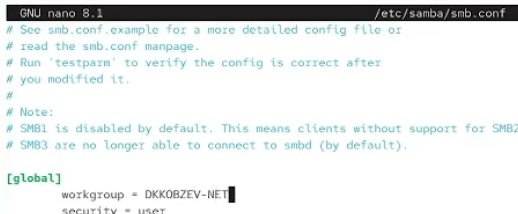 GNU nano 8.1 /etc/samba/smb.conf
# See smb.conf.example for a more detailed config file or
# read the smb.conf manpage.
# Run 'testparm' to verify the config is correct after
# you modified it.
#
# Note:
# SMB1 is disabled by default. This means clients without support for SMB2
# SMB3 are no longer able to connect to smbd (by default).
[global]
workgroup = DKKOBZEV-NET
security = user